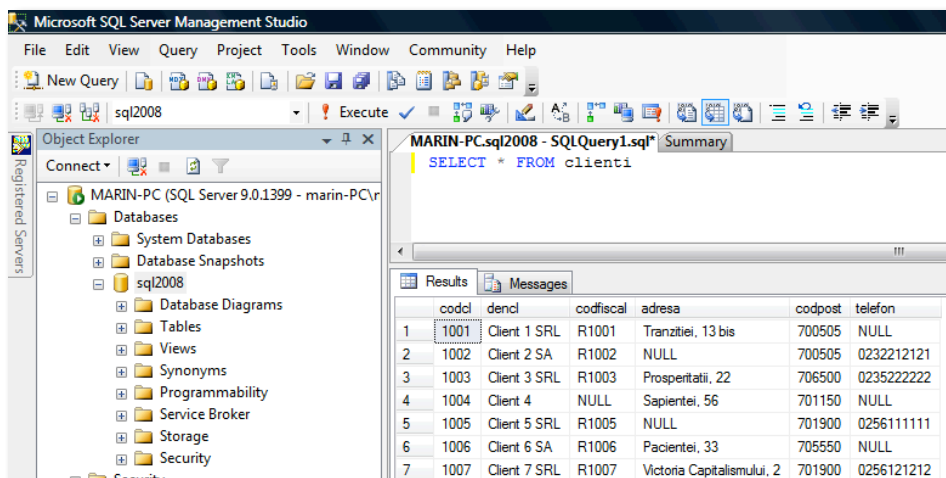 Microsoft SQL Server Management Studio
File Edit View Query Project Tools Window Community Help
New Query
sql2008 Execute
Object Explorer
Connect
Registered Servers
MARIN-PC (SQL Server 9.0.1399 - marin-PC\
Databases
System Databases
Database Snapshots
sql2008
Database Diagrams
Tables
Views
Synonyms
Programmability
Service Broker
Storage
Security
Security
MARIN-PC.sql2008 - SQLQuery1.sql* Summary
SELECT * FROM clienti
Results Messages
codcl dencl codfiscal adresa codpost telefon
1 1001 Client 1 SRL R1001 Tranzitiei, 13 bis 700505 NULL
2 1002 Client 2 SA R1002 NULL 700505 0232212121
3 1003 Client 3 SRL R1003 Prosperitatii, 22 706500 0235222222
4 1004 Client 4 NULL Sapientei, 56 701150 NULL
5 1005 Client 5 SRL R1005 NULL 701900 0256111111
6 1006 Client 6 SA R1006 Pacientei, 33 705550 NULL
7 1007 Client 7 SRL R1007 Victoria Capitalismului, 2 701900 0256121212